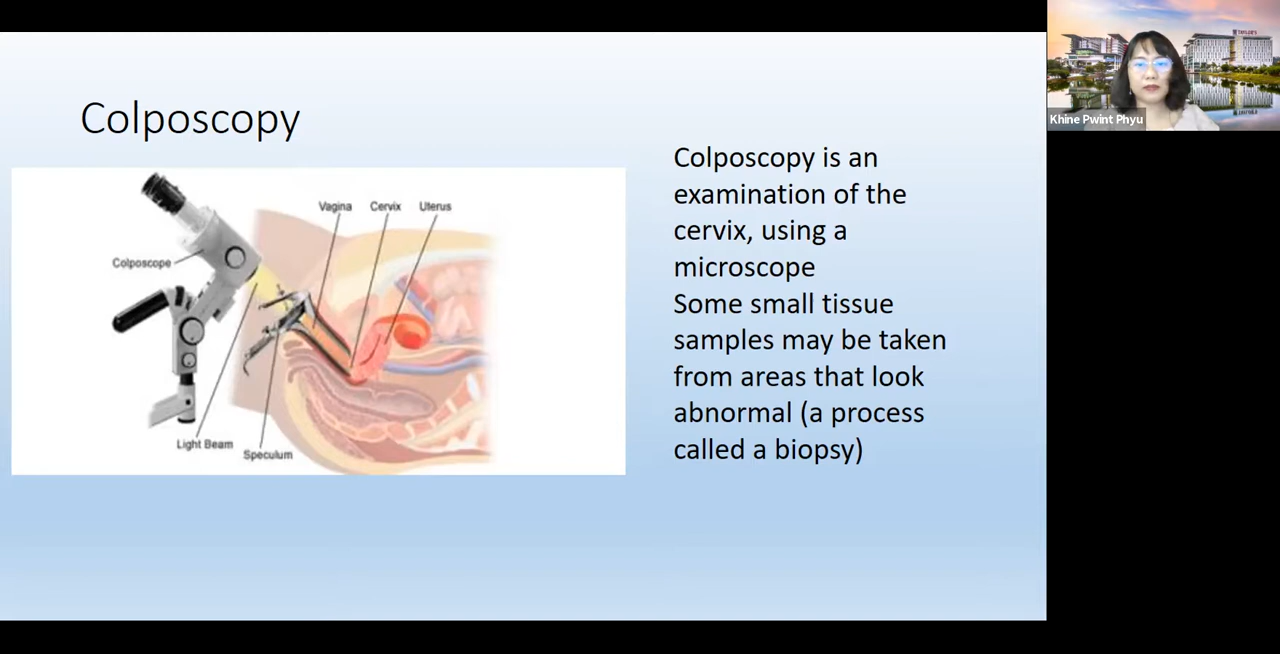 Colposcopy
Vagina Cervix Uterus
Colposcope
Light Beam
Speculum
Colposcopy is an
examination of the
cervix, using a
microscope
Some small tissue
samples may be taken
from areas that look
abnormal (a process
called a biopsy)
Khine Pwint Phyu